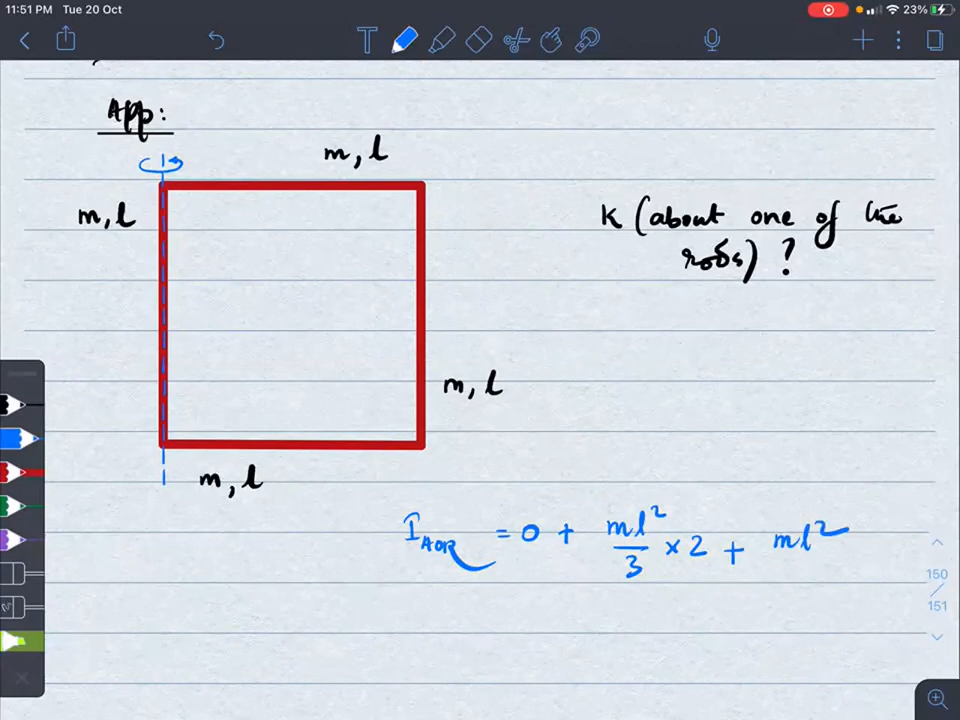 11:51 PM Tue 20 Oct
23%
App:
m, l
m, l
K (about one of the
rods) ?
m, l
m, l
I_AOR = 0 + ml²/3 × 2 + ml²
150
/
151